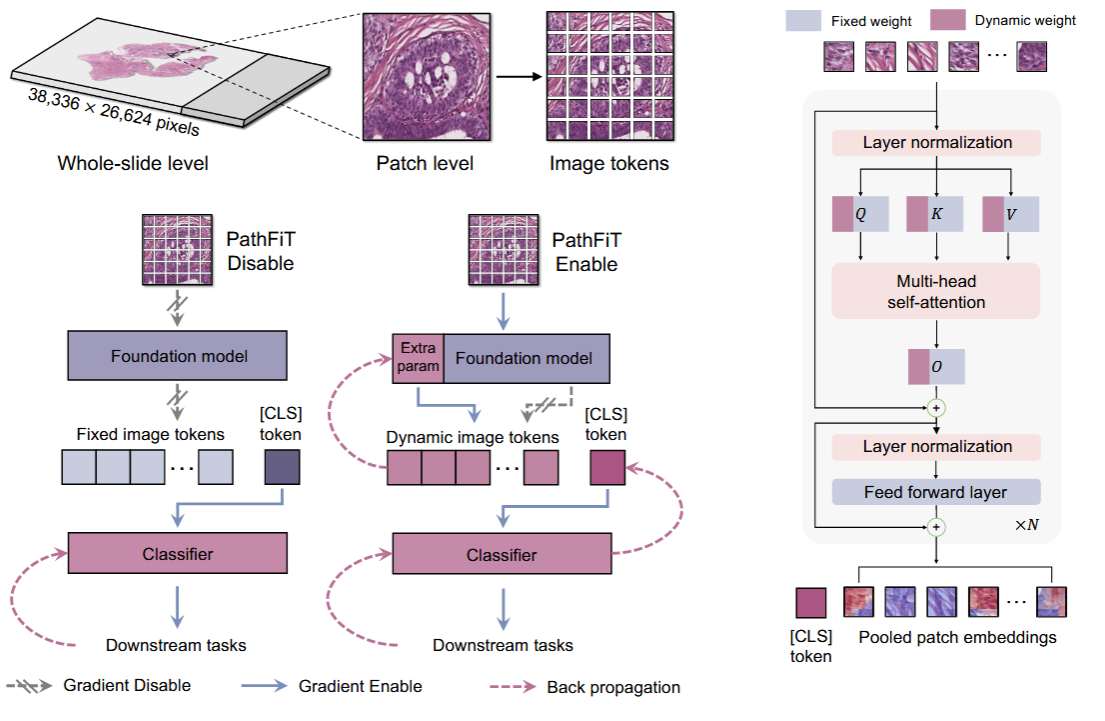 38,336 × 26,624 pixels
Whole-slide level
Patch level
Image tokens
PathFiT
Disable
Foundation model
Fixed image tokens
[CLS]
token
Classifier
Downstream tasks
PathFiT
Enable
Extra
param
Foundation model
Dynamic image tokens
[CLS]
token
Classifier
Downstream tasks
Gradient Disable
Gradient Enable
Back propagation
Fixed weight
Dynamic weight
Layer normalization
Q
K
V
Multi-head
self-attention
O
+
Layer normalization
Feed forward layer
+
×N
[CLS]
token
Pooled patch embeddings